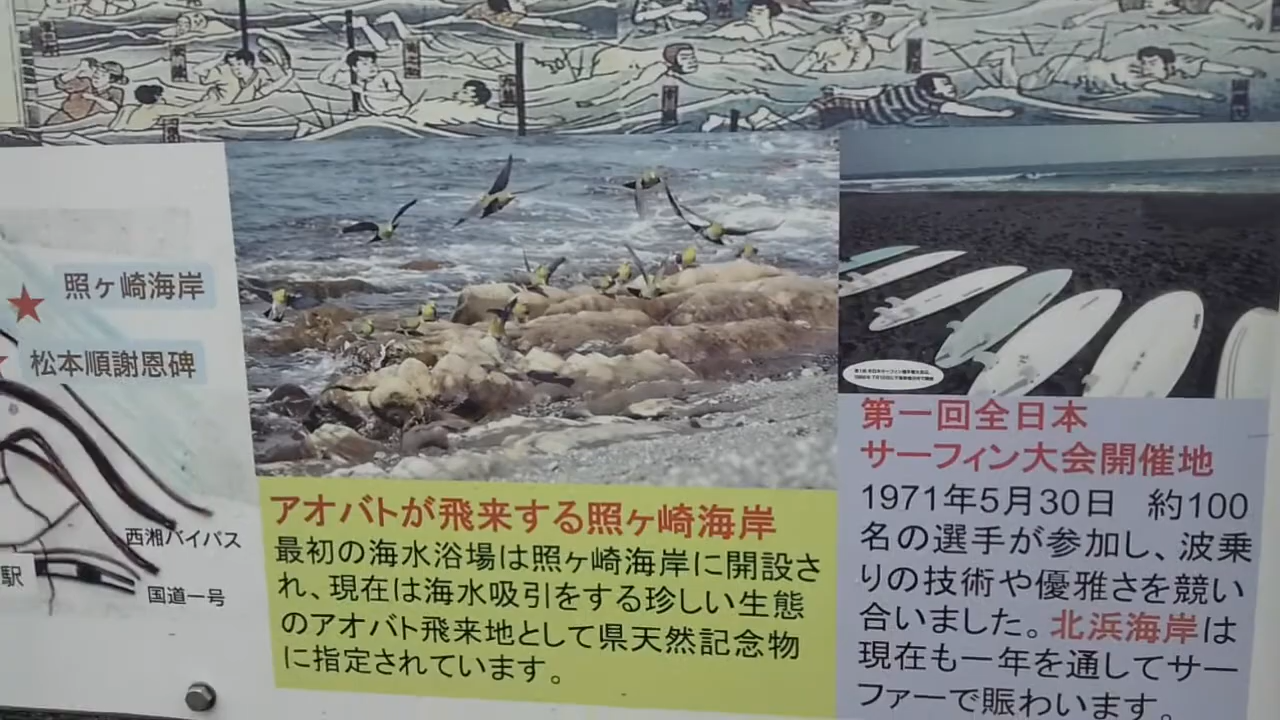 照ヶ崎海岸
松本順謝恩碑
西湘バイパス
駅
国道一号
アオバトが飛来する照ヶ崎海岸
最初の海水浴場は照ヶ崎海岸に開設さ
れ、現在は海水吸引をする珍しい生態
のアオバト飛来地として県天然記念物
に指定されています。
第一回全日本
サーフィン大会開催地
1971年5月30日 約100
名の選手が参加し、波乗
りの技術や優雅さを競い
合いました。北浜海岸は
現在も一年を通してサー
ファーで賑わいます。